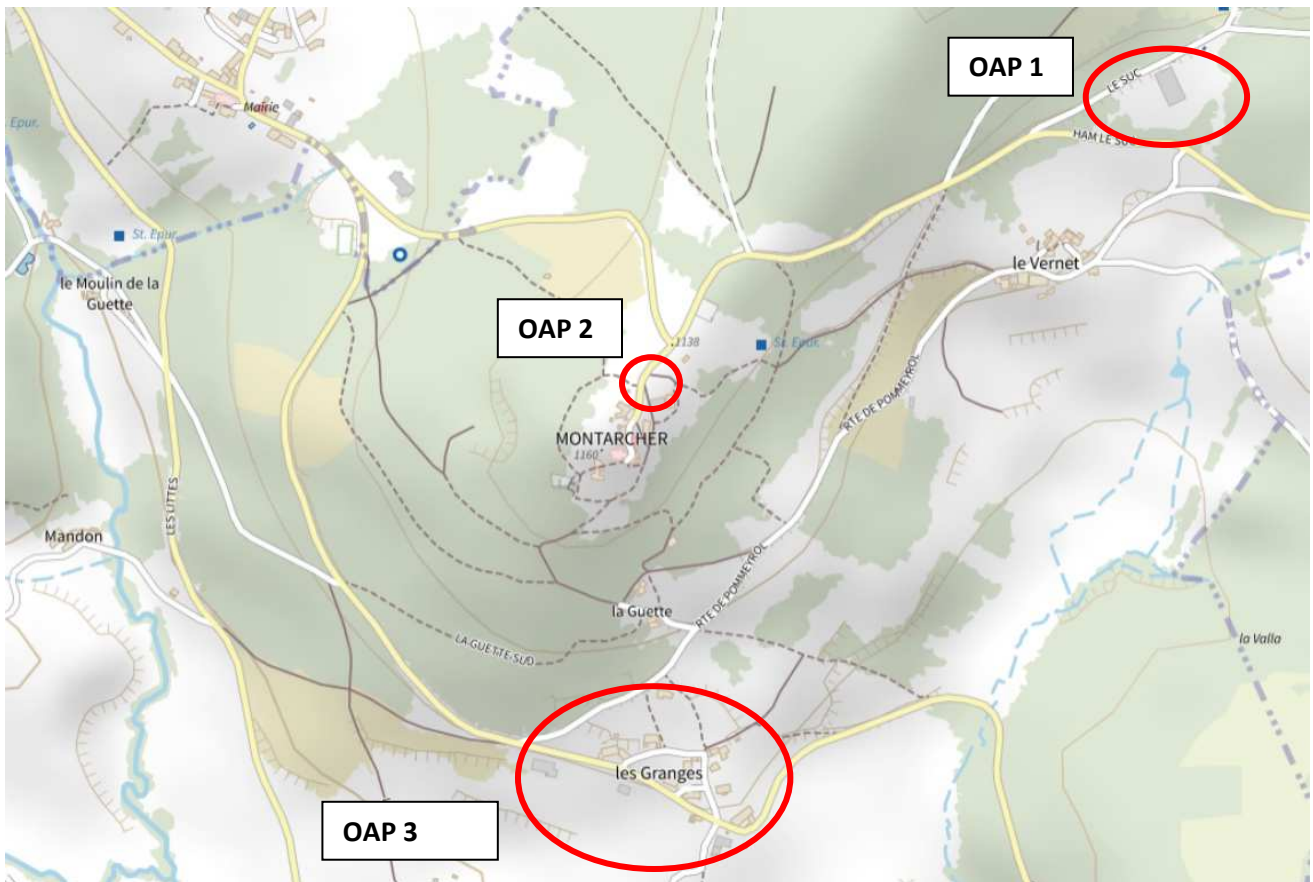 OAP 1
LE SUC
Mairie
Epur.
HAM LE SUC
St. Epur.
le Vernet
le Moulin de la
Guette
OAP 2
1138
St. Epur.
RTE DE POMMEYROL
MONTARCHER
1160
LES LITTES
Mandon
RTE DE POMMEYROL
la Guette
LA GUETTE-SUD
la Valla
les Granges
OAP 3